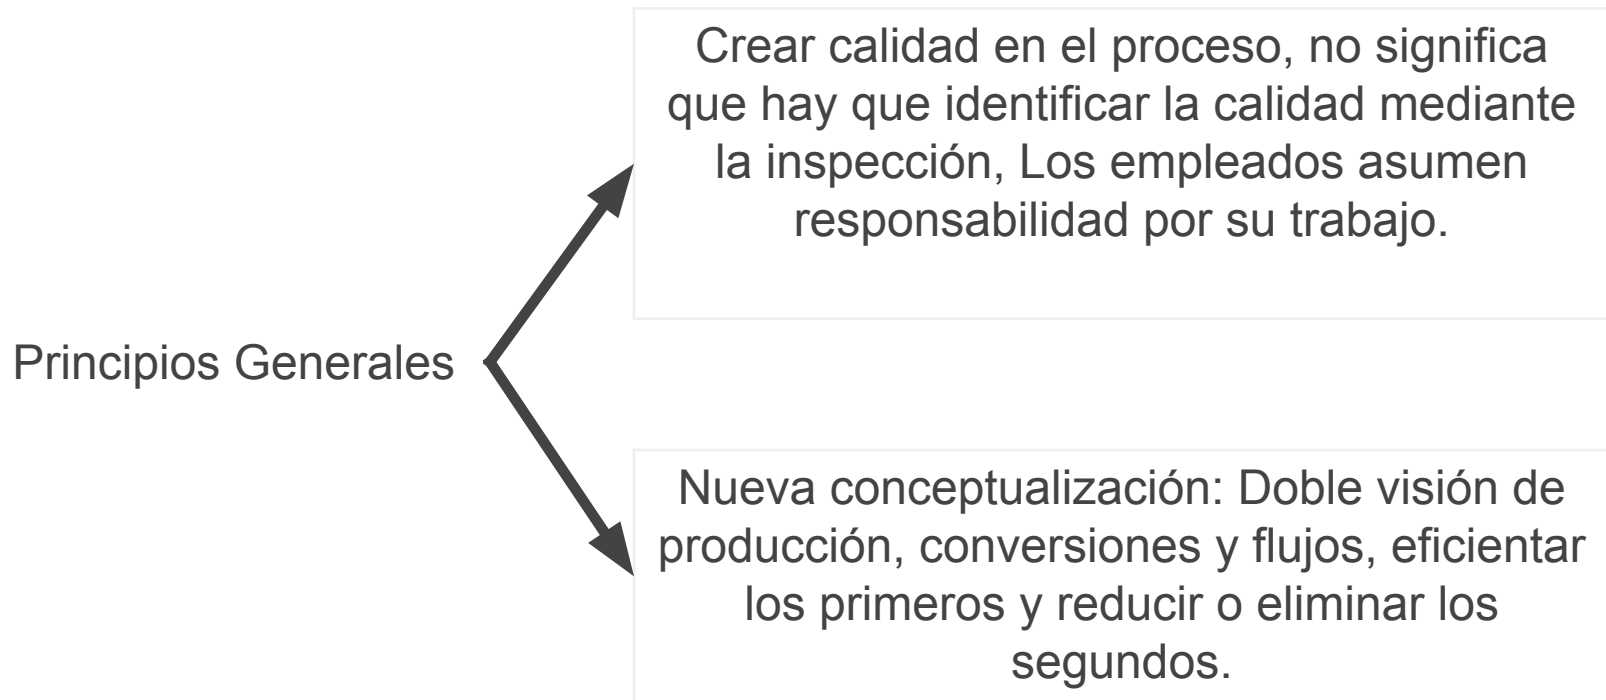 Crear calidad en el proceso, no significa
que hay que identificar la calidad mediante
la inspección, Los empleados asumen
responsabilidad por su trabajo.
Principios Generales
Nueva conceptualización: Doble visión de
producción, conversiones y flujos, eficientar
los primeros y reducir o eliminar los
segundos.